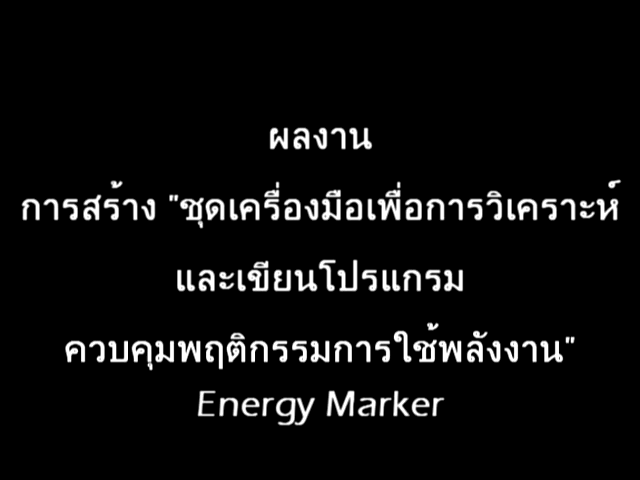 ผลงาน
การสร้าง "ชุดเครื่องมือเพื่อการวิเคราะห์
และเขียนโปรแกรม
ควบคุมพฤติกรรมการใช้พลังงาน"
Energy Marker